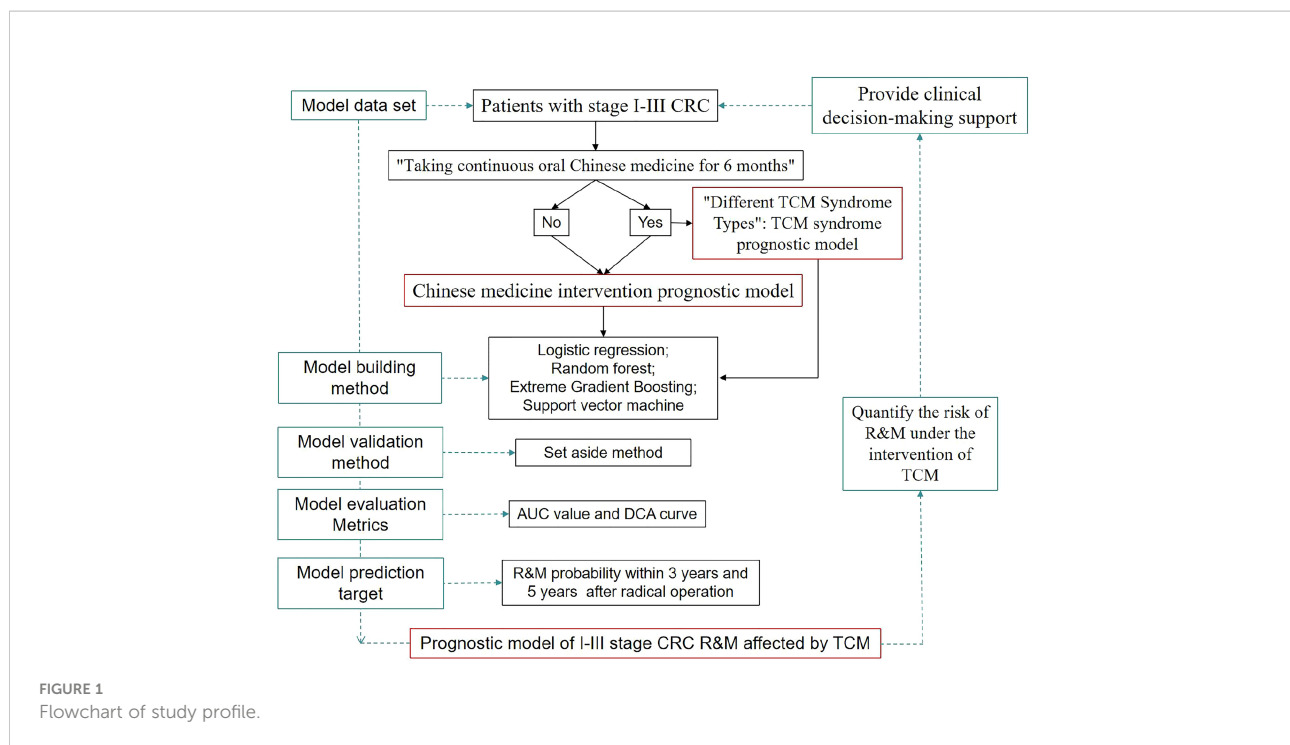 Model data set
Patients with stage I-III CRC
Provide clinical
decision-making support
"Taking continuous oral Chinese medicine for 6 months"
No
Yes
"Different TCM Syndrome
Types": TCM syndrome
prognostic model
Chinese medicine intervention prognostic model
Model building
method
Logistic regression;
Random forest;
Extreme Gradient Boosting;
Support vector machine
Quantify the risk of
R&M under the
intervention of
TCM
Model validation
method
Set aside method
Model evaluation
Metrics
AUC value and DCA curve
Model prediction
target
R&M probability within 3 years and
5 years after radical operation
Prognostic model of I-III stage CRC R&M affected by TCM
FIGURE 1
Flowchart of study profile.